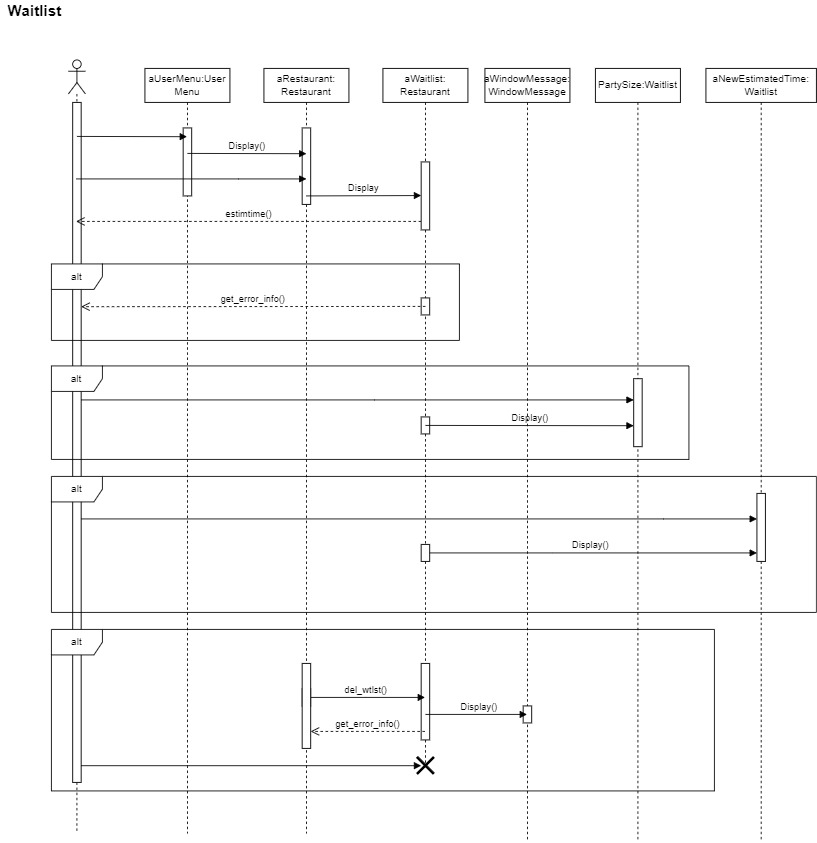 Waitlist
aUserMenu:User
Menu
aRestaurant:
Restaurant
aWaitlist:
Restaurant
aWindowMessage:
WindowMessage
PartySize:Waitlist
aNewEstimatedTime:
Waitlist
Display()
Display
estimtime()
alt
get_error_info()
alt
Display()
alt
Display()
alt
del_wtlst()
Display()
get_error_info()